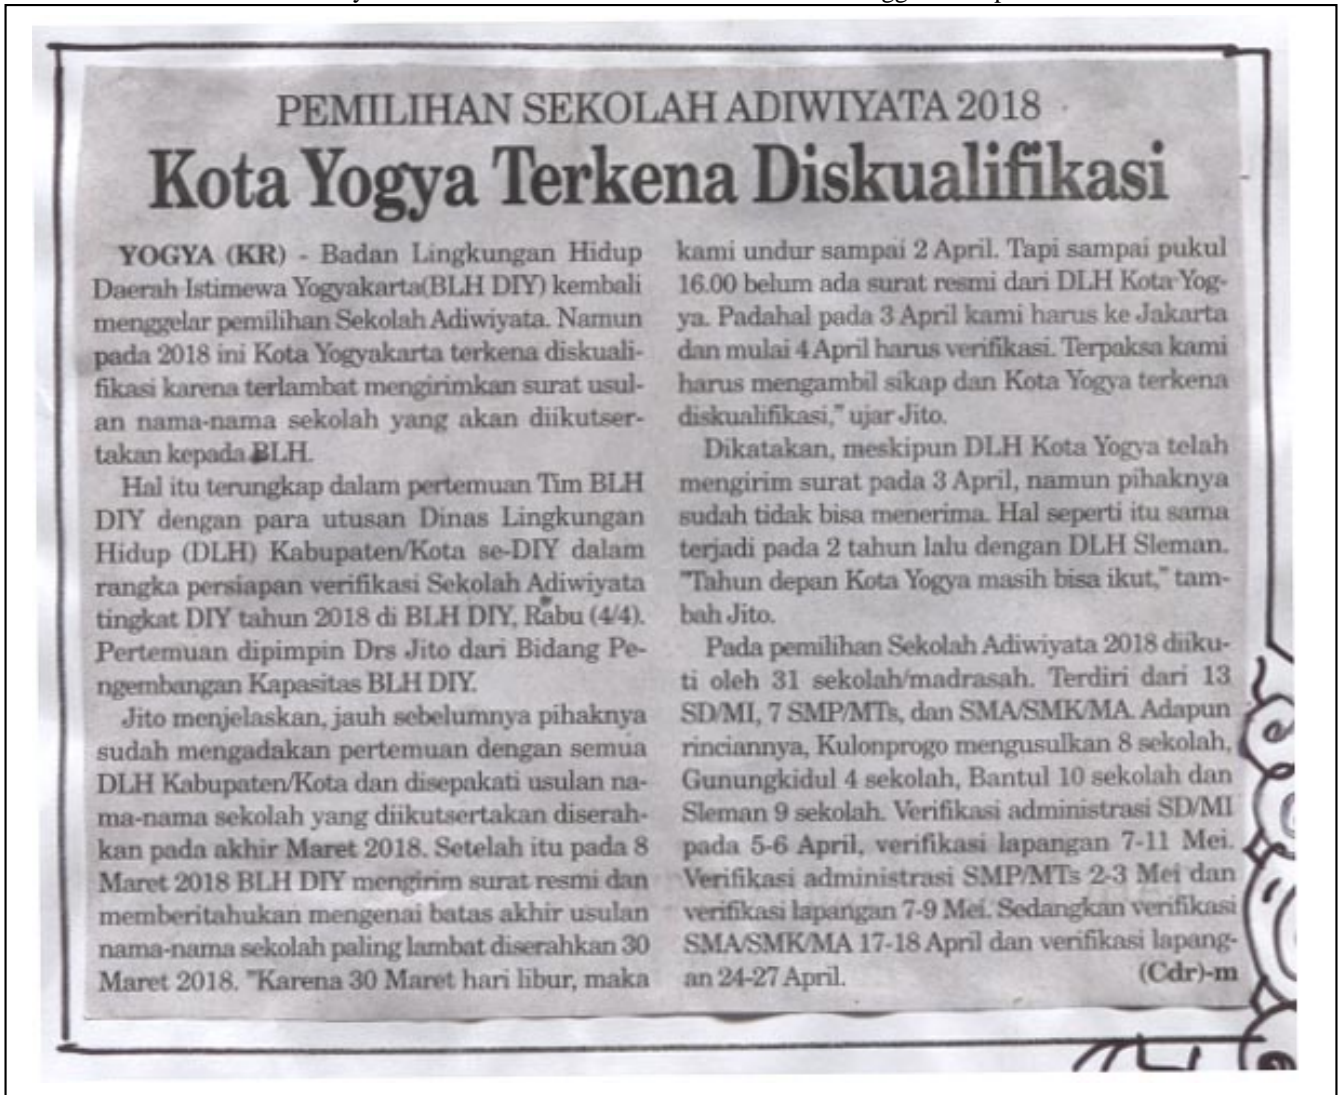 PEMILIHAN SEKOLAH ADIWIYATA 2018
Kota Yogya Terkena Diskualifikasi
YOGYA (KR) - Badan Lingkungan Hidup
Daerah Istimewa Yogyakarta(BLH DIY) kembali
menggelar pemilihan Sekolah Adiwiyata. Namun
pada 2018 ini Kota Yogyakarta terkena diskuali-
fikasi karena terlambat mengirimkan surat usul-
an nama-nama sekolah yang akan diikutser-
takan kepada BLH.
Hal itu terungkap dalam pertemuan Tim BLH
DIY dengan para utusan Dinas Lingkungan
Hidup (DLH) Kabupaten/Kota se-DIY dalam
rangka persiapan verifikasi Sekolah Adiwiyata
tingkat DIY tahun 2018 di BLH DIY, Rabu (4/4).
Pertemuan dipimpin Drs Jito dari Bidang Pe-
ngembangan Kapasitas BLH DIY.
Jito menjelaskan, jauh sebelumnya pihaknya
sudah mengadakan pertemuan dengan semua
DLH Kabupaten/Kota dan disepakati usulan na-
ma-nama sekolah yang diikutsertakan diserah-
kan pada akhir Maret 2018. Setelah itu pada 8
Maret 2018 BLH DIY mengirim surat resmi dan
memberitahukan mengenai batas akhir usulan
nama-nama sekolah paling lambat diserahkan 30
Maret 2018. "Karena 30 Maret hari libur, maka
kami undur sampai 2 April. Tapi sampai pukul
16.00 belum ada surat resmi dari DLH Kota Yog-
ya. Padahal pada 3 April kami harus ke Jakarta
dan mulai 4 April harus verifikasi. Terpaksa kami
harus mengambil sikap dan Kota Yogya terkena
diskualifikasi," ujar Jito.
Dikatakan, meskipun DLH Kota Yogya telah
mengirim surat pada 3 April, namun pihaknya
sudah tidak bisa menerima. Hal seperti itu sama
terjadi pada 2 tahun lalu dengan DLH Sleman.
"Tahun depan Kota Yogya masih bisa ikut," tam-
bah Jito.
Pada pemilihan Sekolah Adiwiyata 2018 diiku-
ti oleh 31 sekolah/madrasah. Terdiri dari 13
SD/MI, 7 SMP/MTs, dan SMA/SMK/MA. Adapun
rinciannya, Kulonprogo mengusulkan 8 sekolah,
Gunungkidul 4 sekolah, Bantul 10 sekolah dan
Sleman 9 sekolah. Verifikasi administrasi SD/MI
pada 5-6 April, verifikasi lapangan 7-11 Mei.
Verifikasi administrasi SMP/MTs 2-3 Mei dan
verifikasi lapangan 7-9 Mei. Sedangkan verifikasi
SMA/SMK/MA 17-18 April dan verifikasi lapang-
an 24-27 April. (Cdr)-m